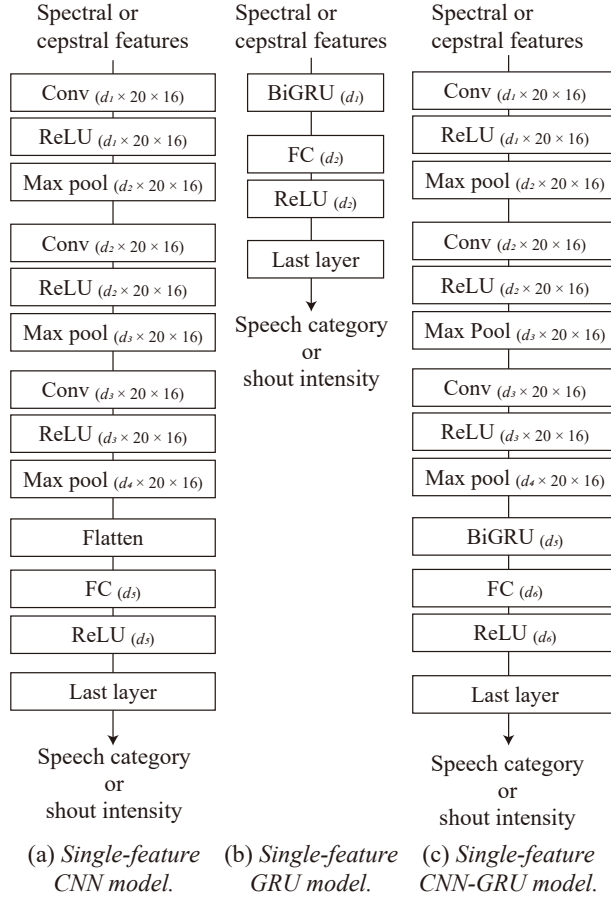 Spectral or
cepstral features
Conv (d₁ × 20 × 16)
ReLU (d₁ × 20 × 16)
Max pool (d₂ × 20 × 16)
Conv (d₂ × 20 × 16)
ReLU (d₂ × 20 × 16)
Max pool (d₃ × 20 × 16)
Conv (d₃ × 20 × 16)
ReLU (d₃ × 20 × 16)
Max pool (d₄ × 20 × 16)
Flatten
FC (d₅)
ReLU (d₅)
Last layer
Speech category
or
shout intensity
(a) Single-feature
CNN model.
Spectral or
cepstral features
BiGRU (d₁)
FC (d₂)
ReLU (d₂)
Last layer
Speech category
or
shout intensity
(b) Single-feature
GRU model.
Spectral or
cepstral features
Conv (d₁ × 20 × 16)
ReLU (d₁ × 20 × 16)
Max pool (d₂ × 20 × 16)
Conv (d₂ × 20 × 16)
ReLU (d₂ × 20 × 16)
Max Pool (d₃ × 20 × 16)
Conv (d₃ × 20 × 16)
ReLU (d₃ × 20 × 16)
Max pool (d₄ × 20 × 16)
BiGRU (d₅)
FC (d₆)
ReLU (d₆)
Last layer
Speech category
or
shout intensity
(c) Single-feature
CNN-GRU model.